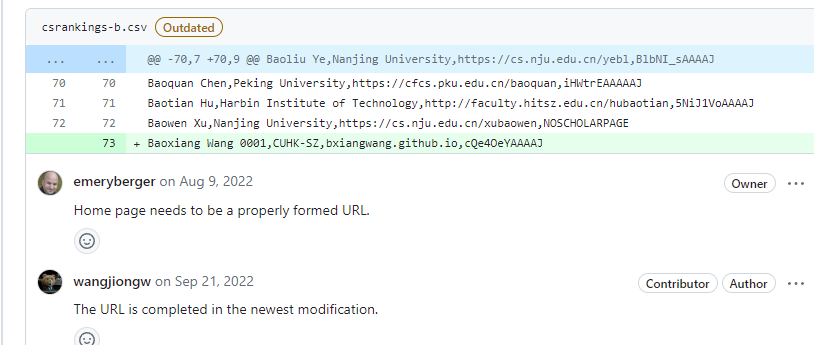 csrankings-b.csv Outdated
... ... @@ -70,7 +70,9 @@ Baoliu Ye,Nanjing University,https://cs.nju.edu.cn/yebl,BlbNI_sAAAAJ
70 70 Baoquan Chen,Peking University,https://cfcs.pku.edu.cn/baoquan,iHWtrEAAAAAJ
71 71 Baotian Hu,Harbin Institute of Technology,http://faculty.hitsz.edu.cn/hubaotian,5NiJ1VoAAAAJ
72 72 Baowen Xu,Nanjing University,https://cs.nju.edu.cn/xubaowen,NOSCHOLARPAGE
73 + Baoxiang Wang 0001,CUHK-SZ,bxiangwang.github.io,cQe4OeYAAAAJ
emeryberger on Aug 9, 2022 Owner ...
Home page needs to be a properly formed URL.
wangjiongw on Sep 21, 2022 Contributor Author ...
The URL is completed in the newest modification.